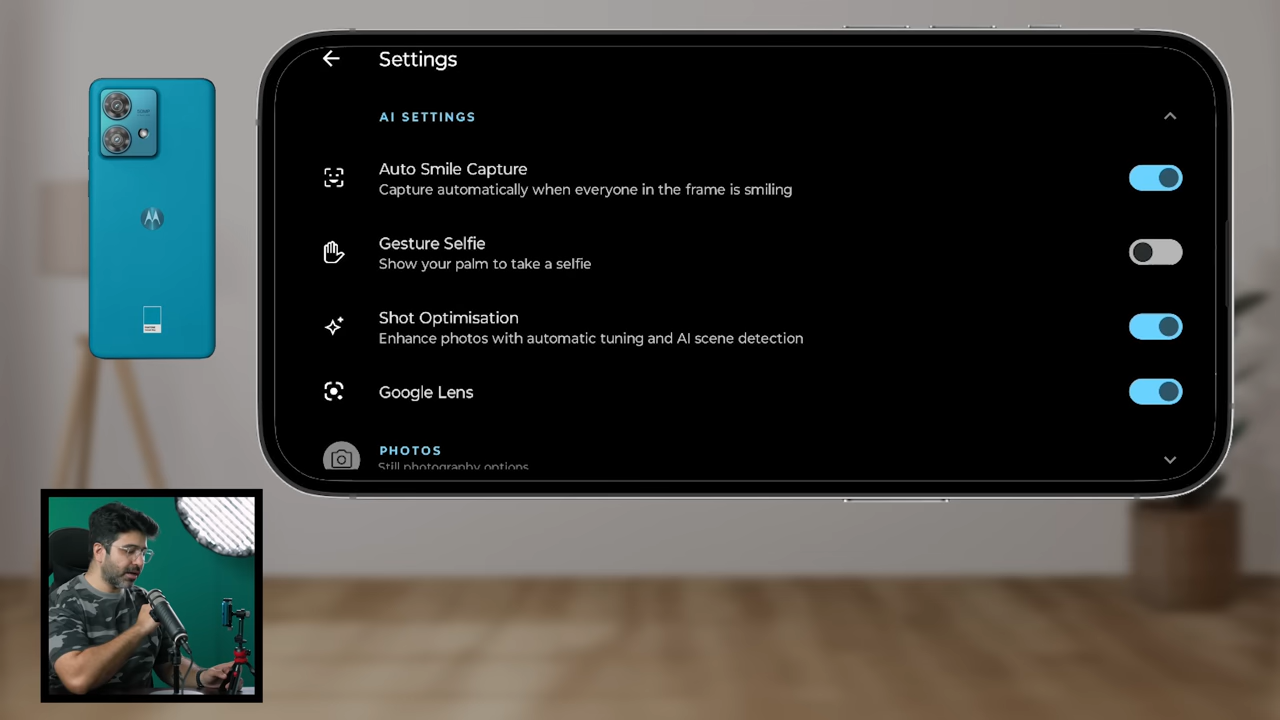 Settings
AI SETTINGS
Auto Smile Capture
Capture automatically when everyone in the frame is smiling
Gesture Selfie
Show your palm to take a selfie
Shot Optimisation
Enhance photos with automatic tuning and AI scene detection
Google Lens
PHOTOS
Still photography options